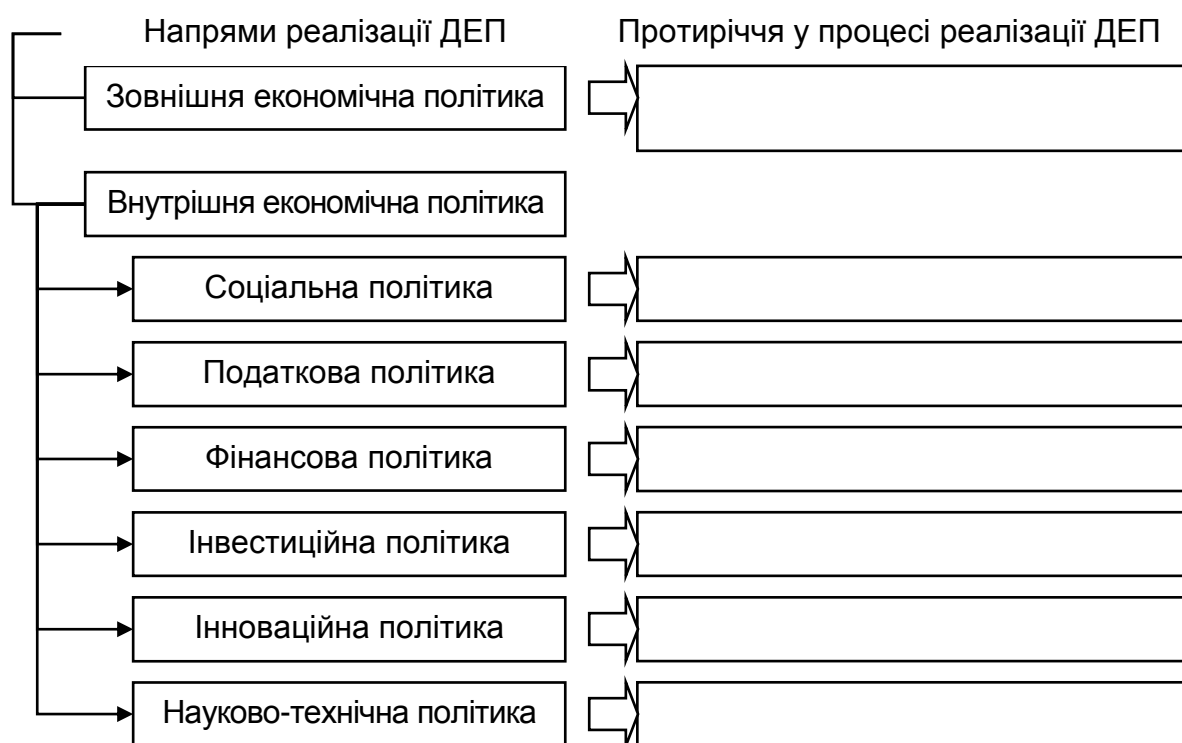 Напрями реалізації ДЕП
Протиріччя у процесі реалізації ДЕП
Зовнішня економічна політика
Внутрішня економічна політика
Соціальна політика
Податкова політика
Фінансова політика
Інвестиційна політика
Інноваційна політика
Науково-технічна політика